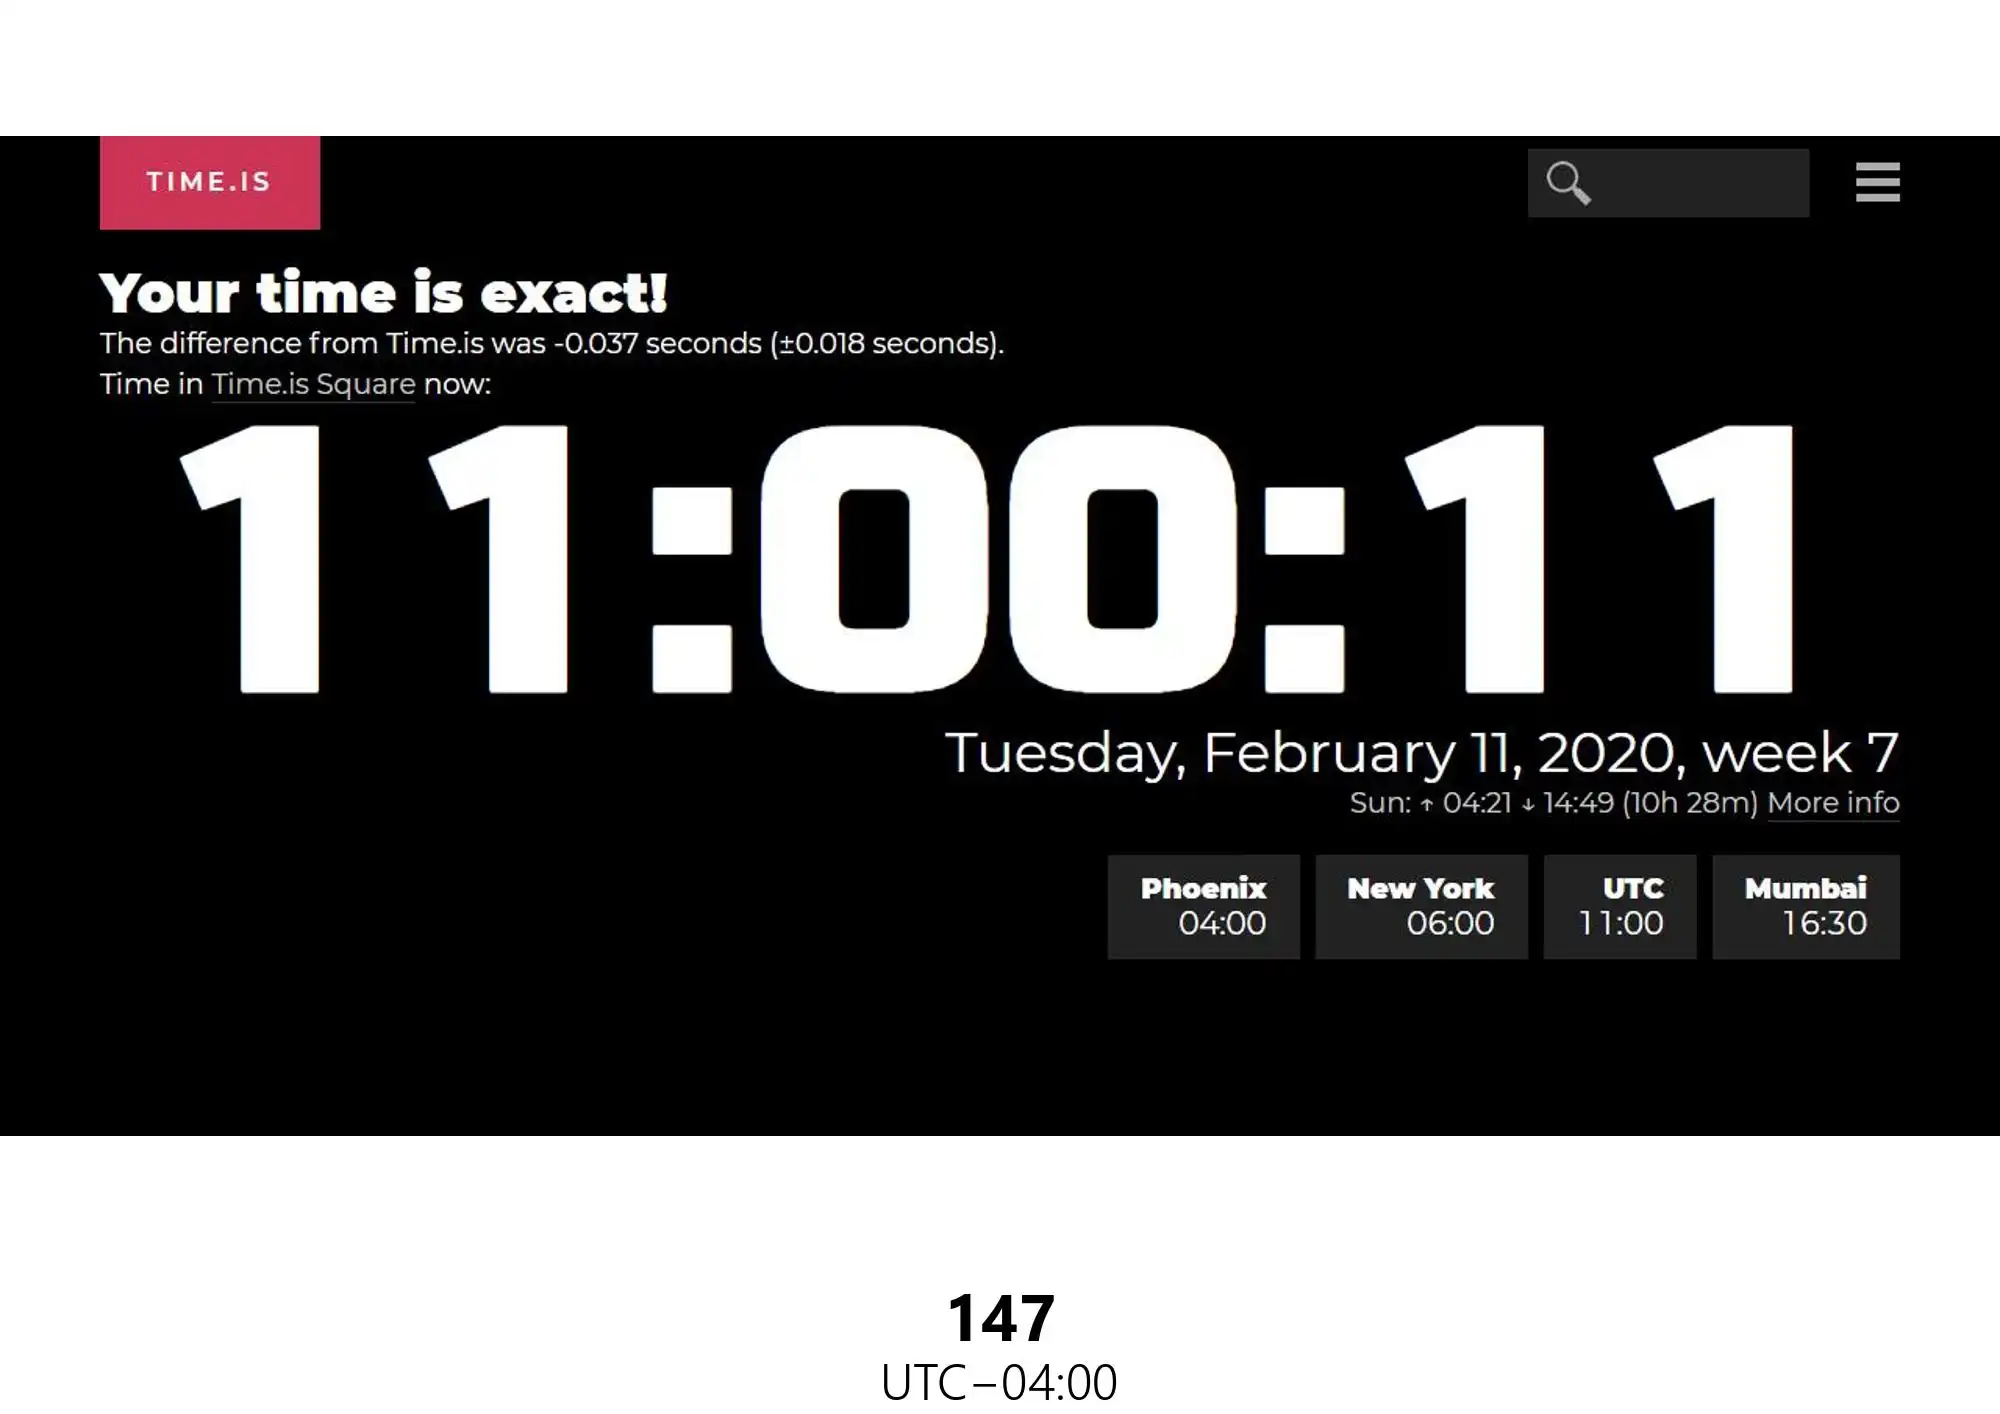 TIME.IS
Your time is exact!
The difference from Time.is was -0.037 seconds (±0.018 seconds).
Time in Time.is Square now:
11:00:11
Tuesday, February 11, 2020, week 7
Sun: ↑ 04:21 ↓ 14:49 (10h 28m) More info
Phoenix
04:00
New York
06:00
UTC
11:00
Mumbai
16:30
147
UTC−04:00